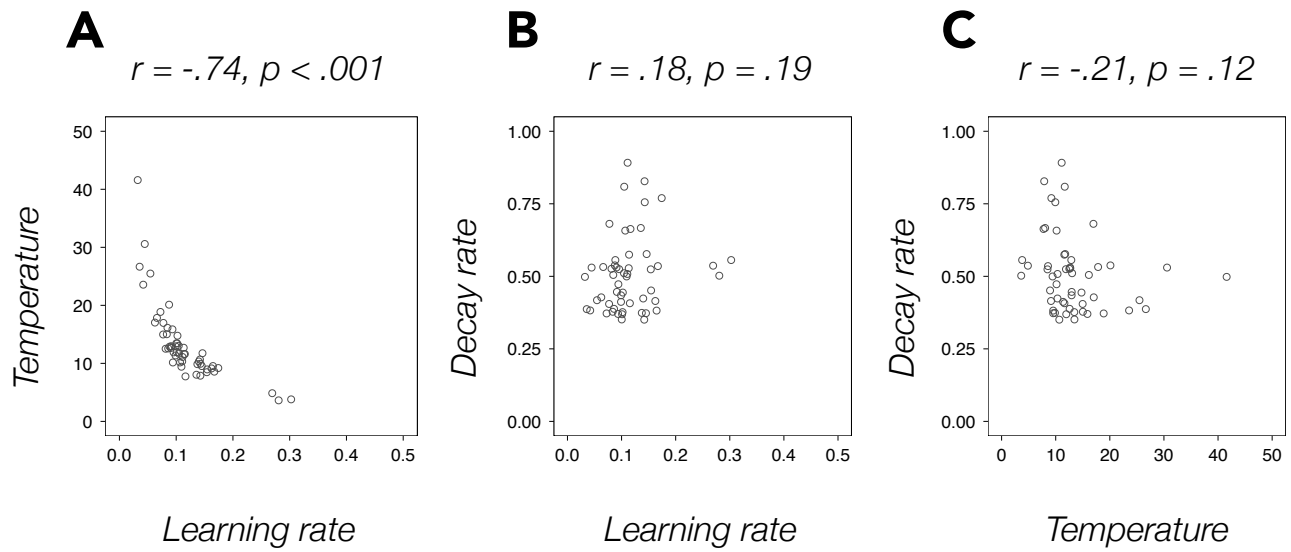 A
r = -.74, p < .001
50
40
30
20
10
0
Temperature
0.0 0.1 0.2 0.3 0.4 0.5
Learning rate
B
r = .18, p = .19
1.00
0.75
0.50
0.25
0.00
Decay rate
0.0 0.1 0.2 0.3 0.4 0.5
Learning rate
C
r = -.21, p = .12
1.00
0.75
0.50
0.25
0.00
Decay rate
0 10 20 30 40 50
Temperature